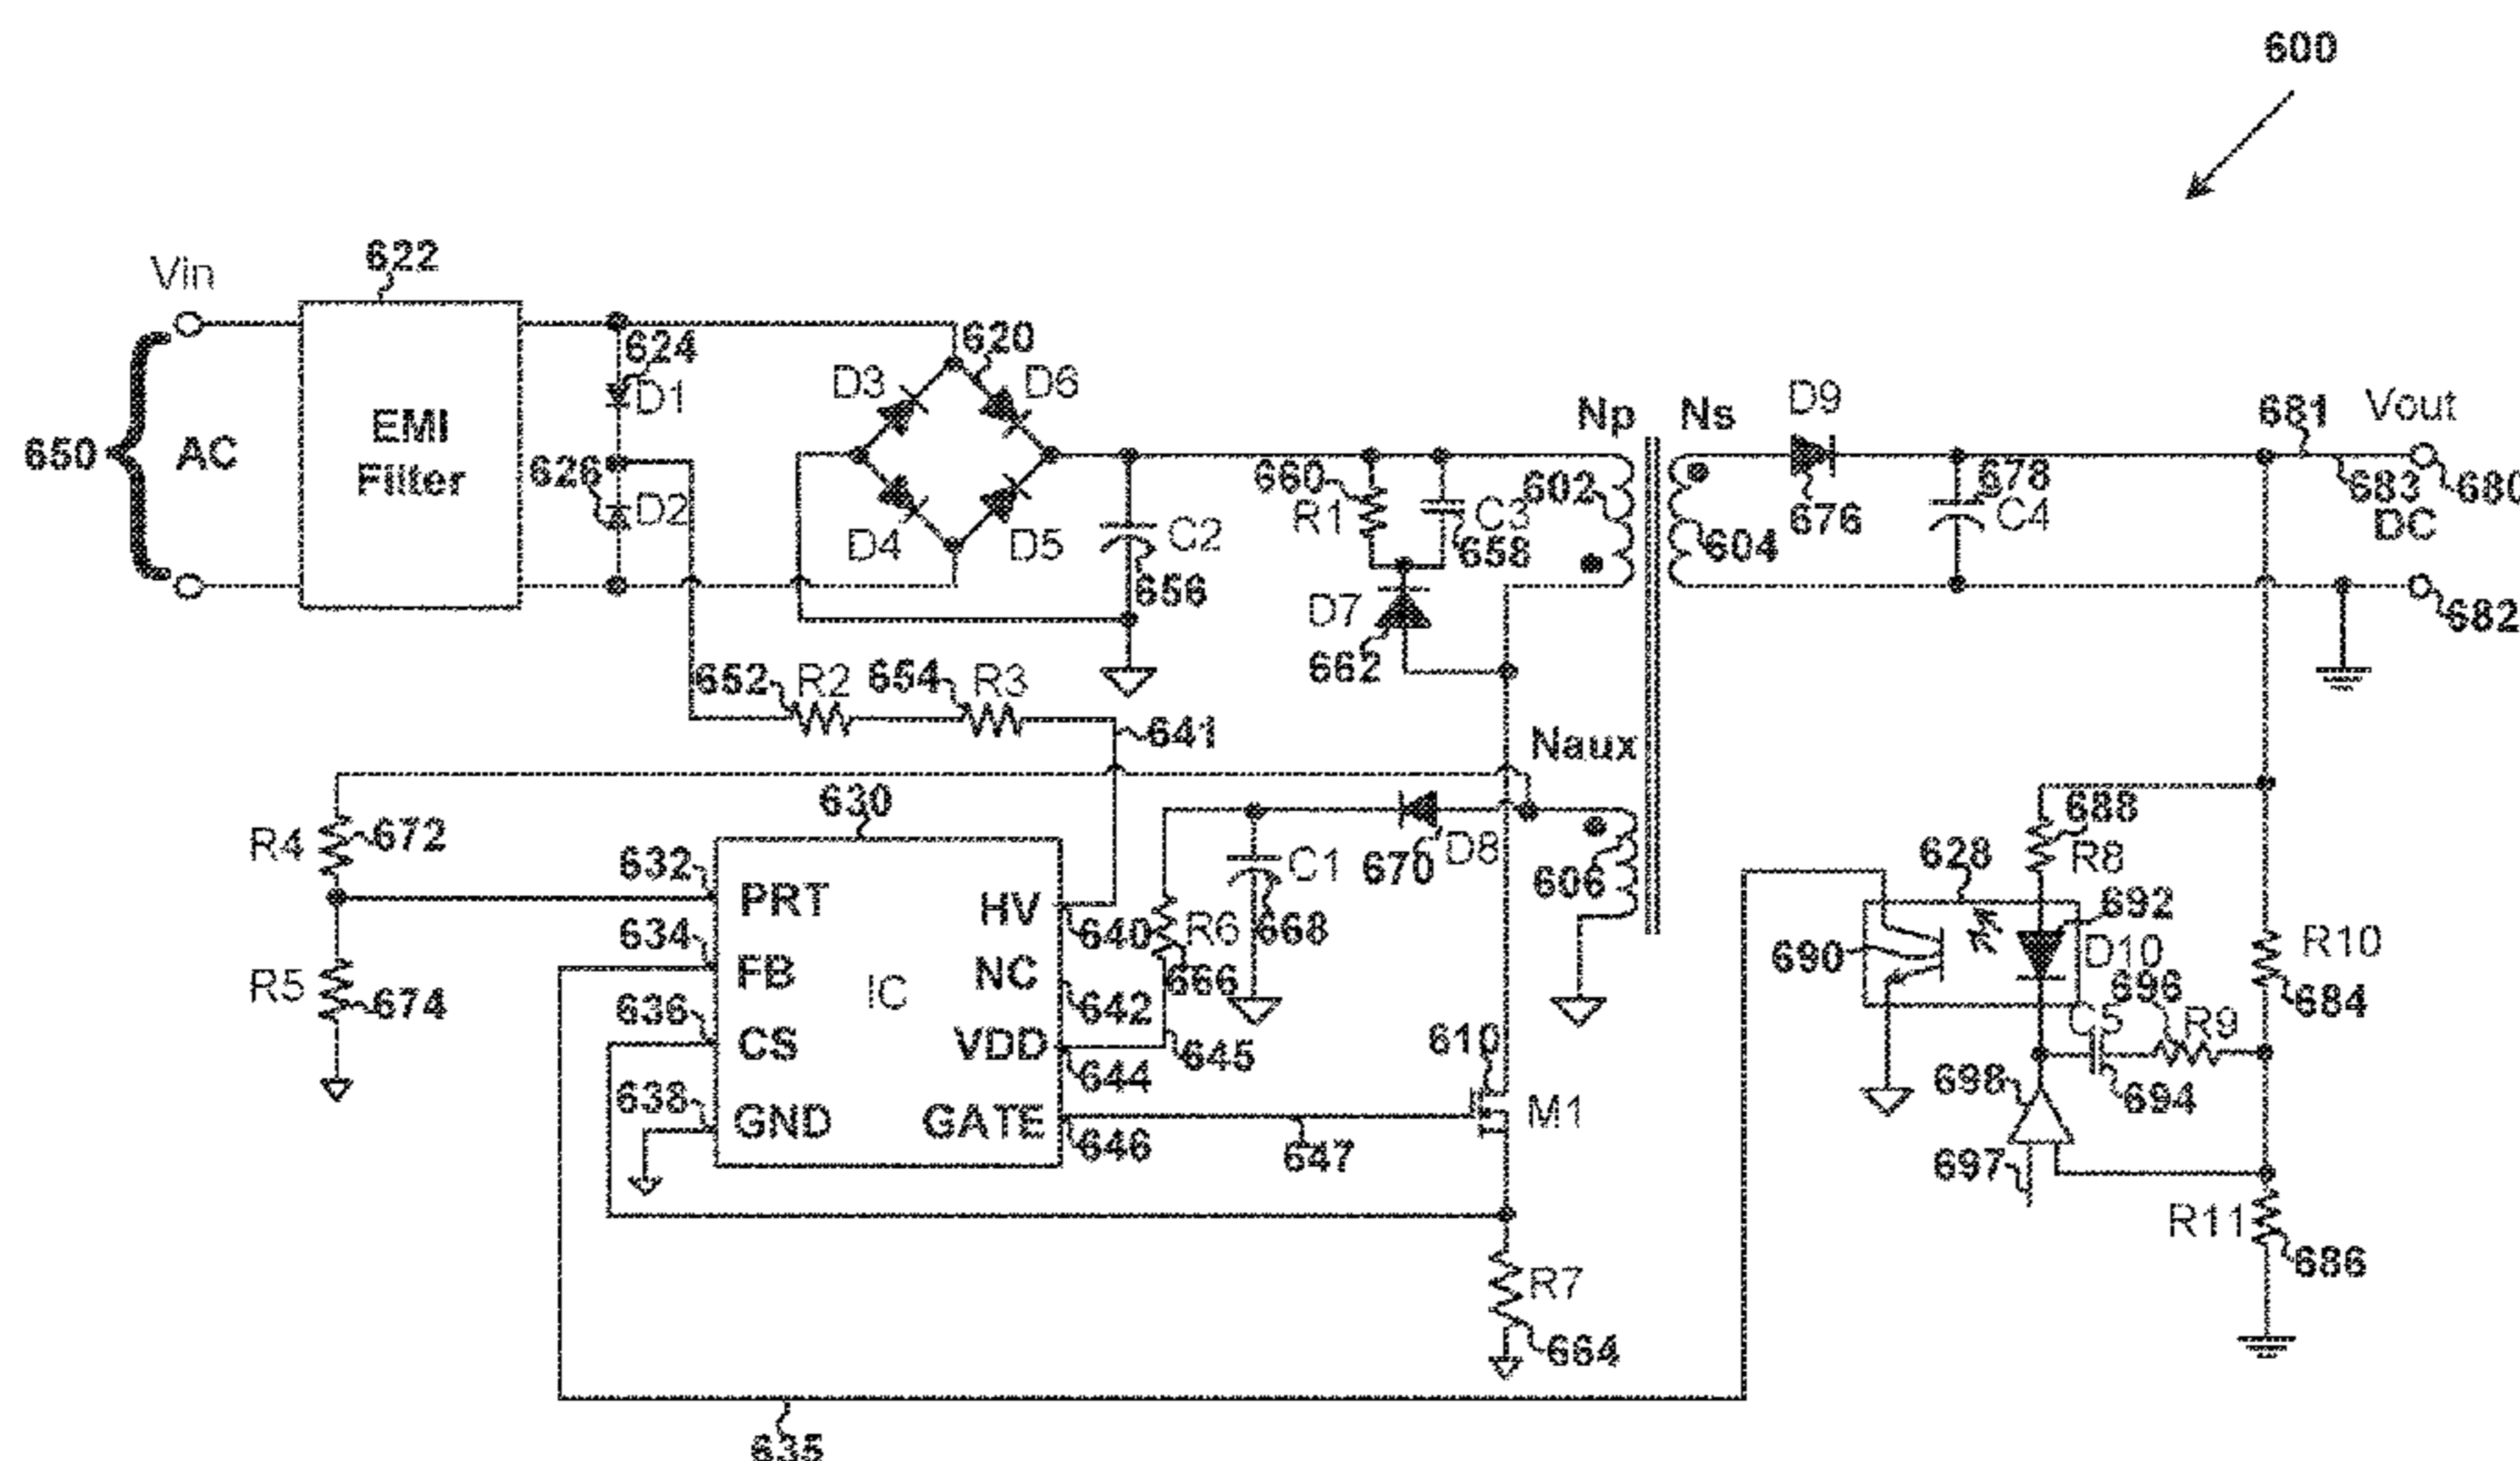 600
Vin
622
650
AC
EMI
Filter
624
D1
626
D2
620
D3
D6
D4
D5
C2
656
660
R1
C3
658
D7
662
Np
Ns
602
604
D9
676
678
C4
681
Vout
683
680
DC
682
652
R2
654
R3
641
Naux
630
R4
672
R5
674
632
PRT
634
FB
636
CS
638
GND
IC
HV
640
NC
642
VDD
644
GATE
646
645
R6
666
C1
668
670
D8
606
610
M1
647
R7
664
635
688
R8
628
692
690
D10
696
C5
R9
694
698
697
R10
684
R11
686